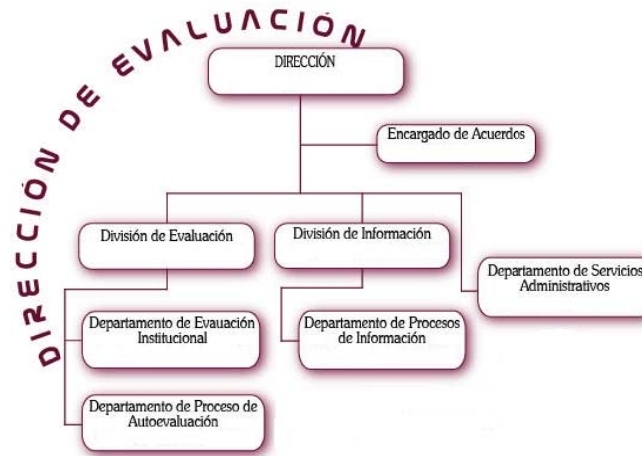 DIRECCIÓN DE EVALUACIÓN
DIRECCIÓN
Encargado de Acuerdos
División de Evaluación
División de Información
Departamento de Servicios
Administrativos
Departamento de Evauación
Institucional
Departamento de Procesos
de Información
Departamento de Proceso de
Autoevaluación